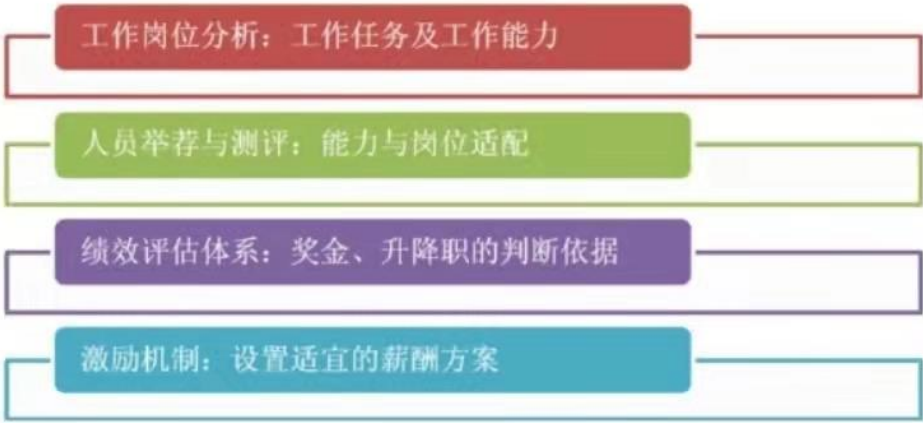 工作岗位分析：工作任务及工作能力
人员举荐与测评：能力与岗位适配
绩效评估体系：奖金、升降职的判断依据
激励机制：设置适宜的薪酬方案